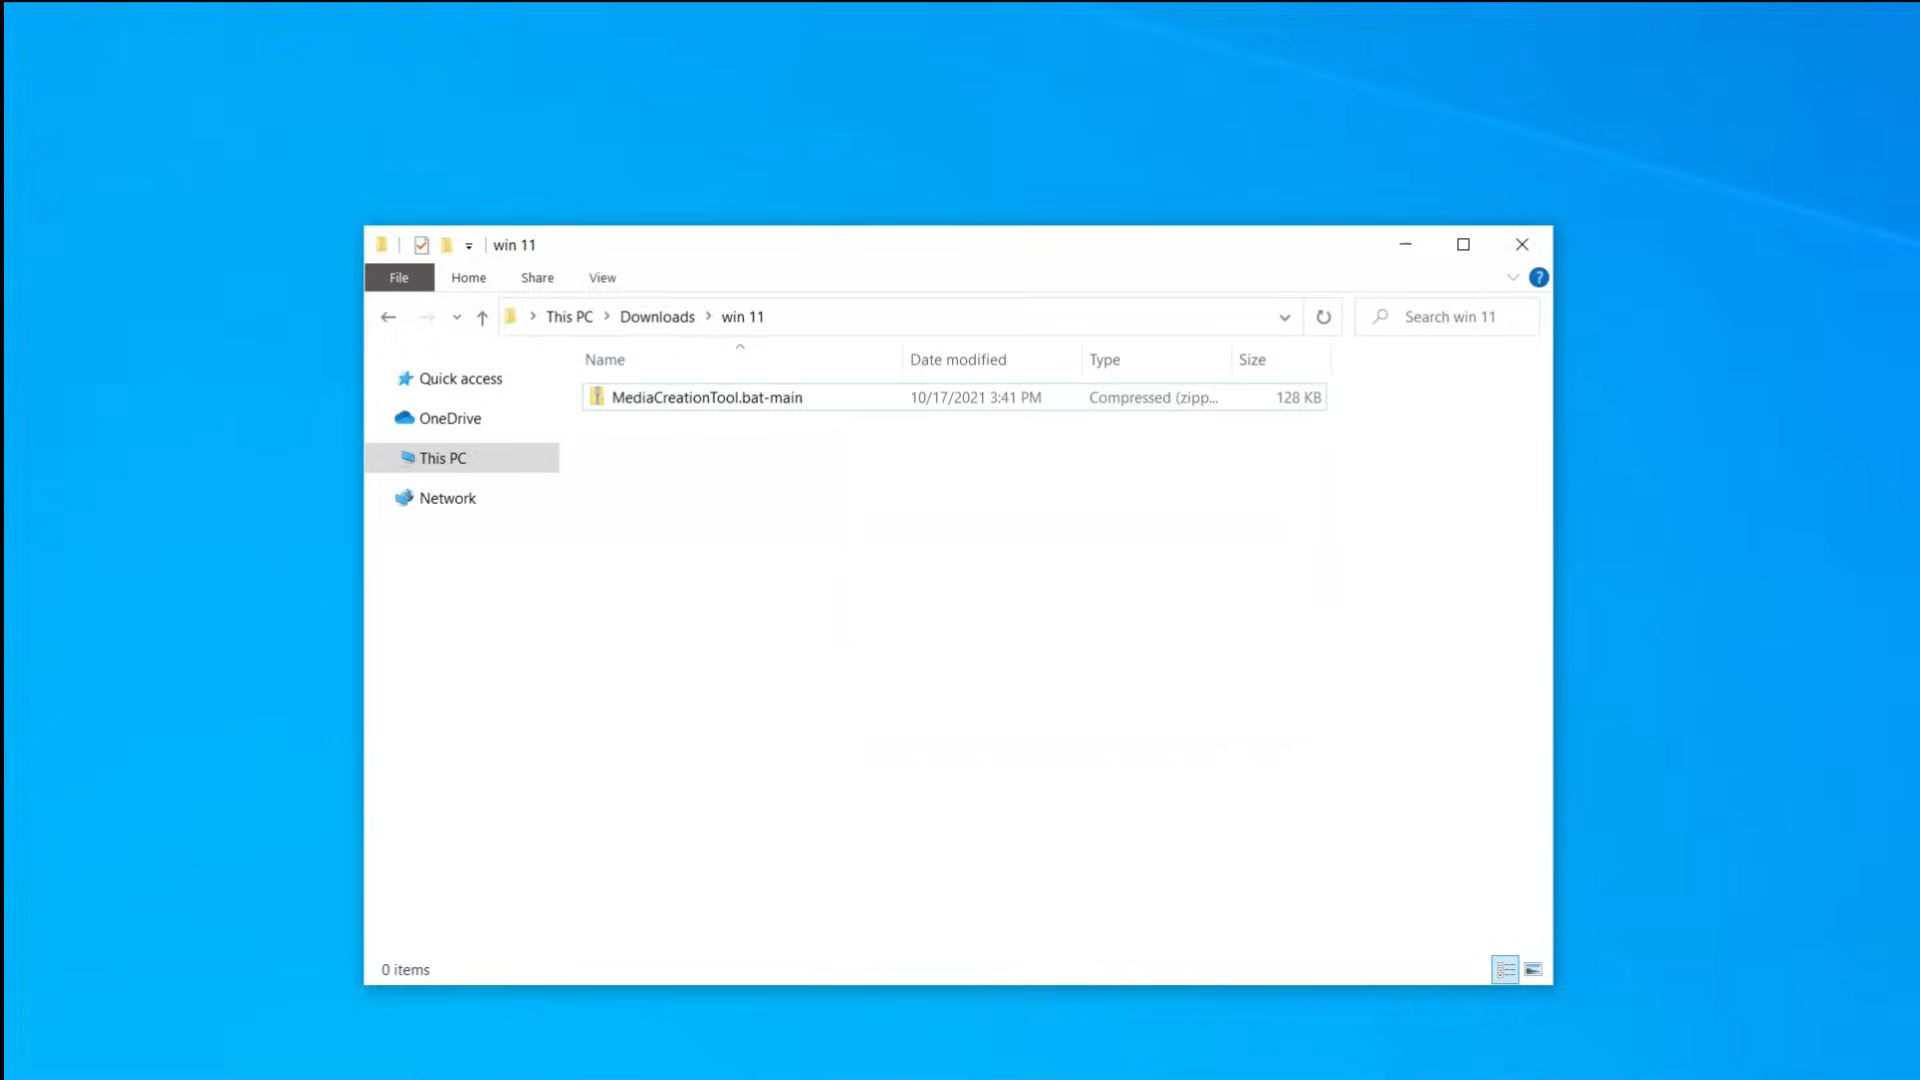 win 11
File Home Share View ?
This PC Downloads win 11 Search win 11
Name Date modified Type Size
MediaCreationTool.bat-main 10/17/2021 3:41 PM Compressed (zipp... 128 KB
Quick access
OneDrive
This PC
Network
0 items